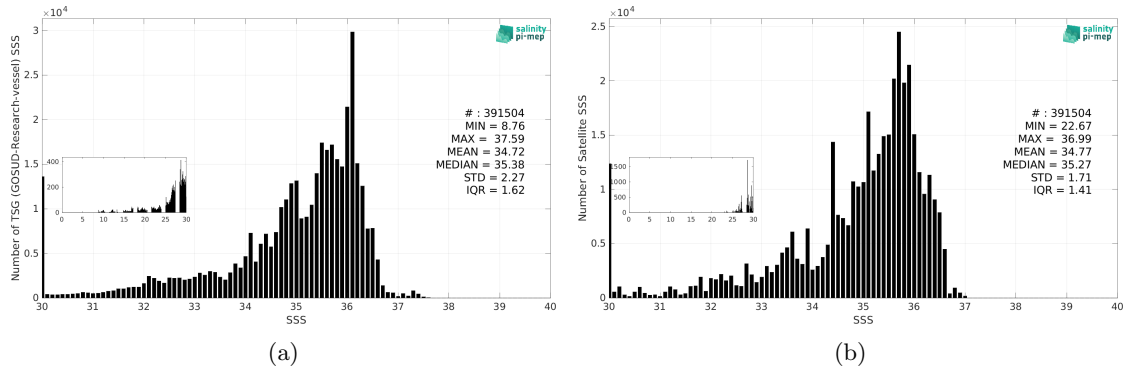 ×10^4
salinity
pi-mep
Number of TSG (GOSUD-Research-vessel) SSS
3
2.5
2
1.5
1
0.5
0
# : 391504
MIN = 8.76
MAX = 37.59
MEAN = 34.72
MEDIAN = 35.38
STD = 2.27
IQR = 1.62
400
200
0
0 5 10 15 20 25 30
30 31 32 33 34 35 36 37 38 39 40
SSS
(a)
×10^4
salinity
pi-mep
Number of Satellite SSS
2.5
2
1.5
1
0.5
0
# : 391504
MIN = 22.67
MAX = 36.99
MEAN = 34.77
MEDIAN = 35.27
STD = 1.71
IQR = 1.41
1500
1000
500
0
0 5 10 15 20 25 30
30 31 32 33 34 35 36 37 38 39 40
SSS
(b)